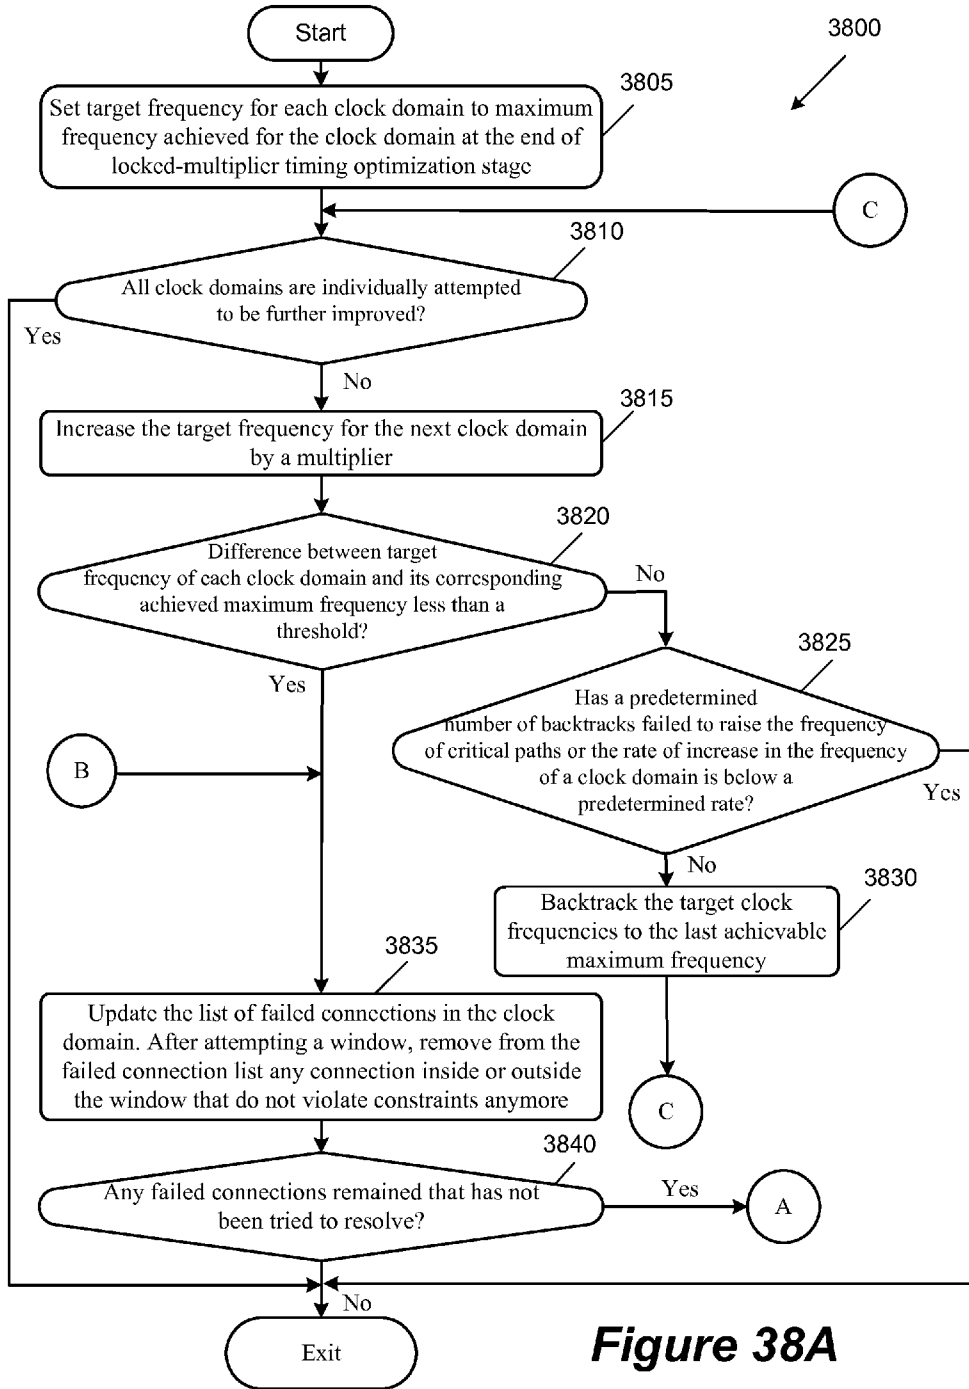 Start
3800
3805
Set target frequency for each clock domain to maximum
frequency achieved for the clock domain at the end of
locked-multiplier timing optimization stage
C
3810
All clock domains are individually attempted
to be further improved?
Yes
No
3815
Increase the target frequency for the next clock domain
by a multiplier
3820
Difference between target
frequency of each clock domain and its corresponding
achieved maximum frequency less than a
threshold?
No
Yes
3825
Has a predetermined
number of backtracks failed to raise the frequency
of critical paths or the rate of increase in the frequency
of a clock domain is below a
predetermined rate?
Yes
No
B
3830
Backtrack the target clock
frequencies to the last achievable
maximum frequency
C
3835
Update the list of failed connections in the clock
domain. After attempting a window, remove from the
failed connection list any connection inside or outside
the window that do not violate constraints anymore
3840
Any failed connections remained that has not
been tried to resolve?
Yes
A
No
Exit
Figure 38A